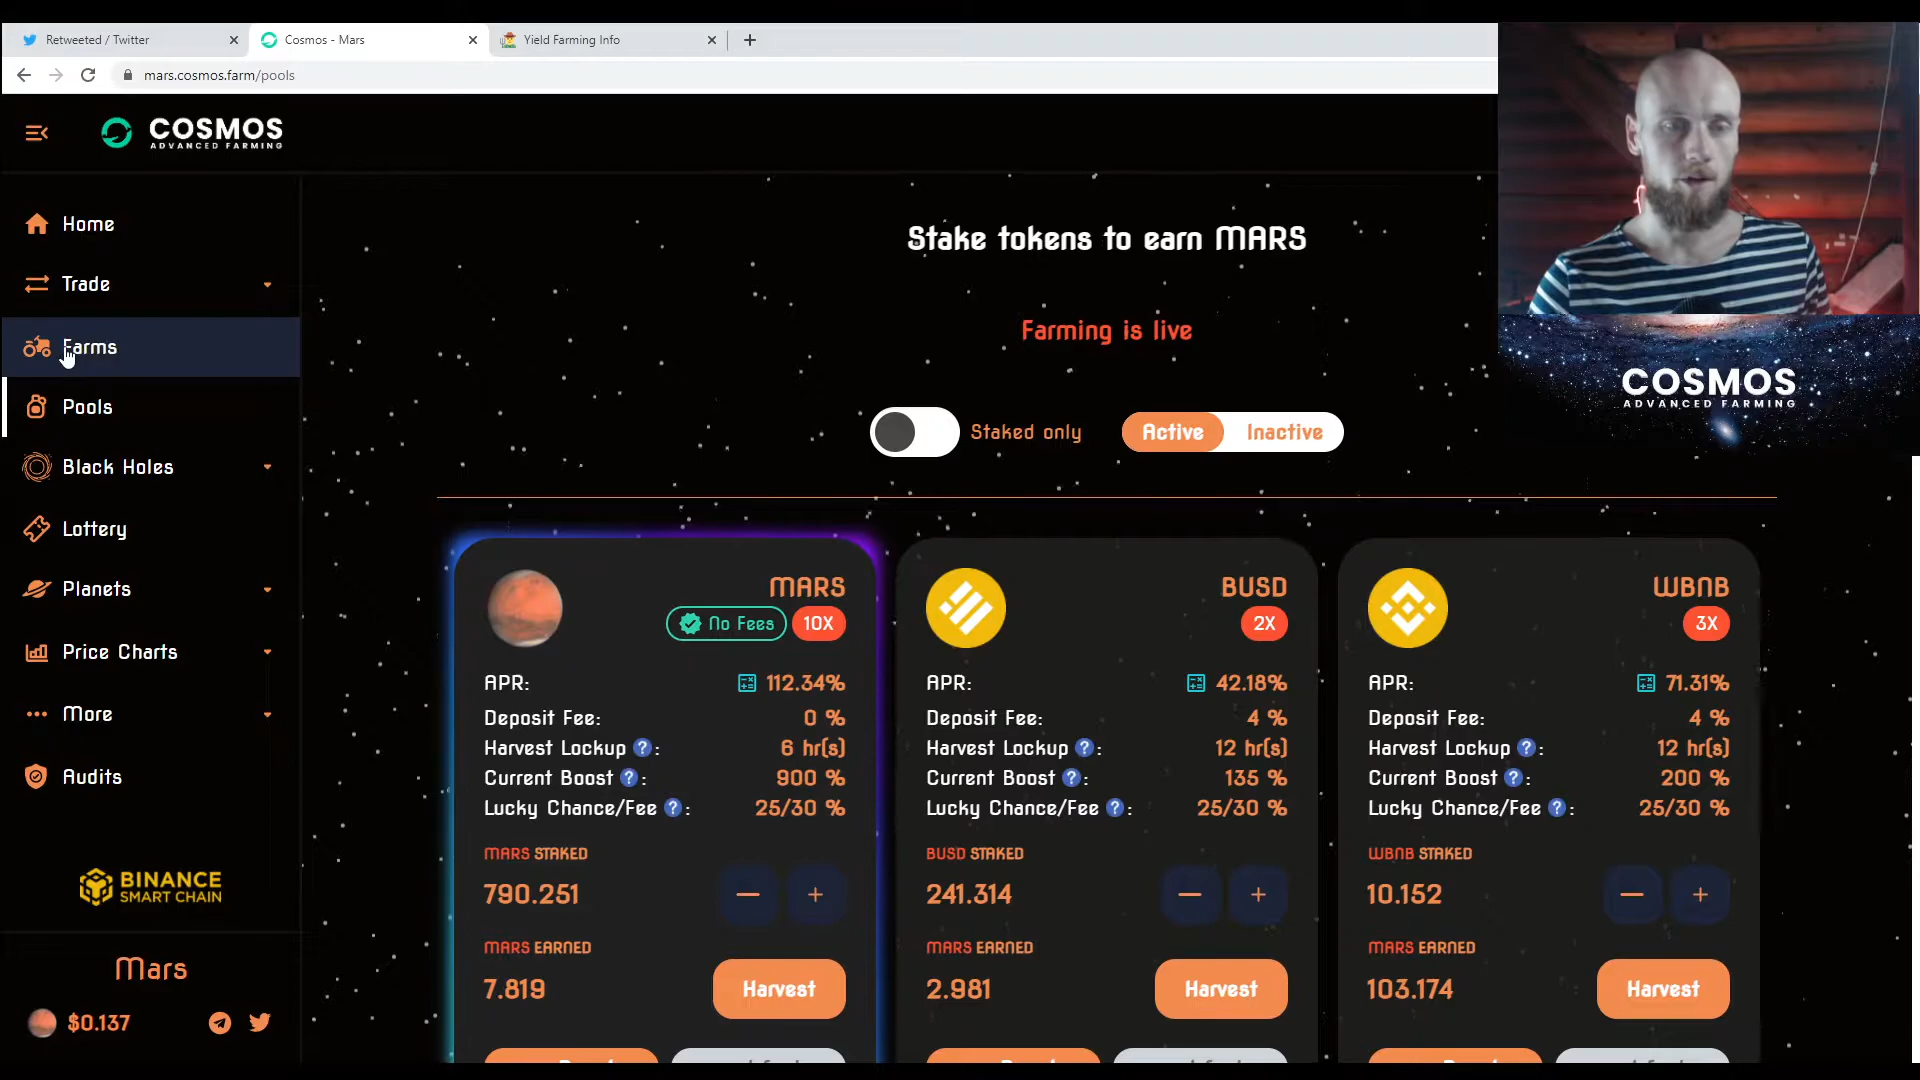 Retweeted / Twitter
Cosmos - Mars
Yield Farming Info
mars.cosmos.farm/pools
COSMOS
ADVANCED FARMING
Home
Trade
Farms
Pools
Black Holes
Lottery
Planets
Price Charts
More
Audits
BINANCE
SMART CHAIN
Mars
$0.137
Stake tokens to earn MARS
Farming is live
Staked only
Active
Inactive
MARS
No Fees
10X
APR: 112.34%
Deposit Fee: 0 %
Harvest Lockup ?: 6 hr(s)
Current Boost ?: 900 %
Lucky Chance/Fee ?: 25/30 %
MARS STAKED
790.251
MARS EARNED
7.819
Harvest
BUSD
2X
APR: 42.18%
Deposit Fee: 4 %
Harvest Lockup ?: 12 hr(s)
Current Boost ?: 135 %
Lucky Chance/Fee ?: 25/30 %
BUSD STAKED
241.314
MARS EARNED
2.981
Harvest
WBNB
3X
APR: 71.31%
Deposit Fee: 4 %
Harvest Lockup ?: 12 hr(s)
Current Boost ?: 200 %
Lucky Chance/Fee ?: 25/30 %
WBNB STAKED
10.152
MARS EARNED
103.174
Harvest
COSMOS
ADVANCED FARMING